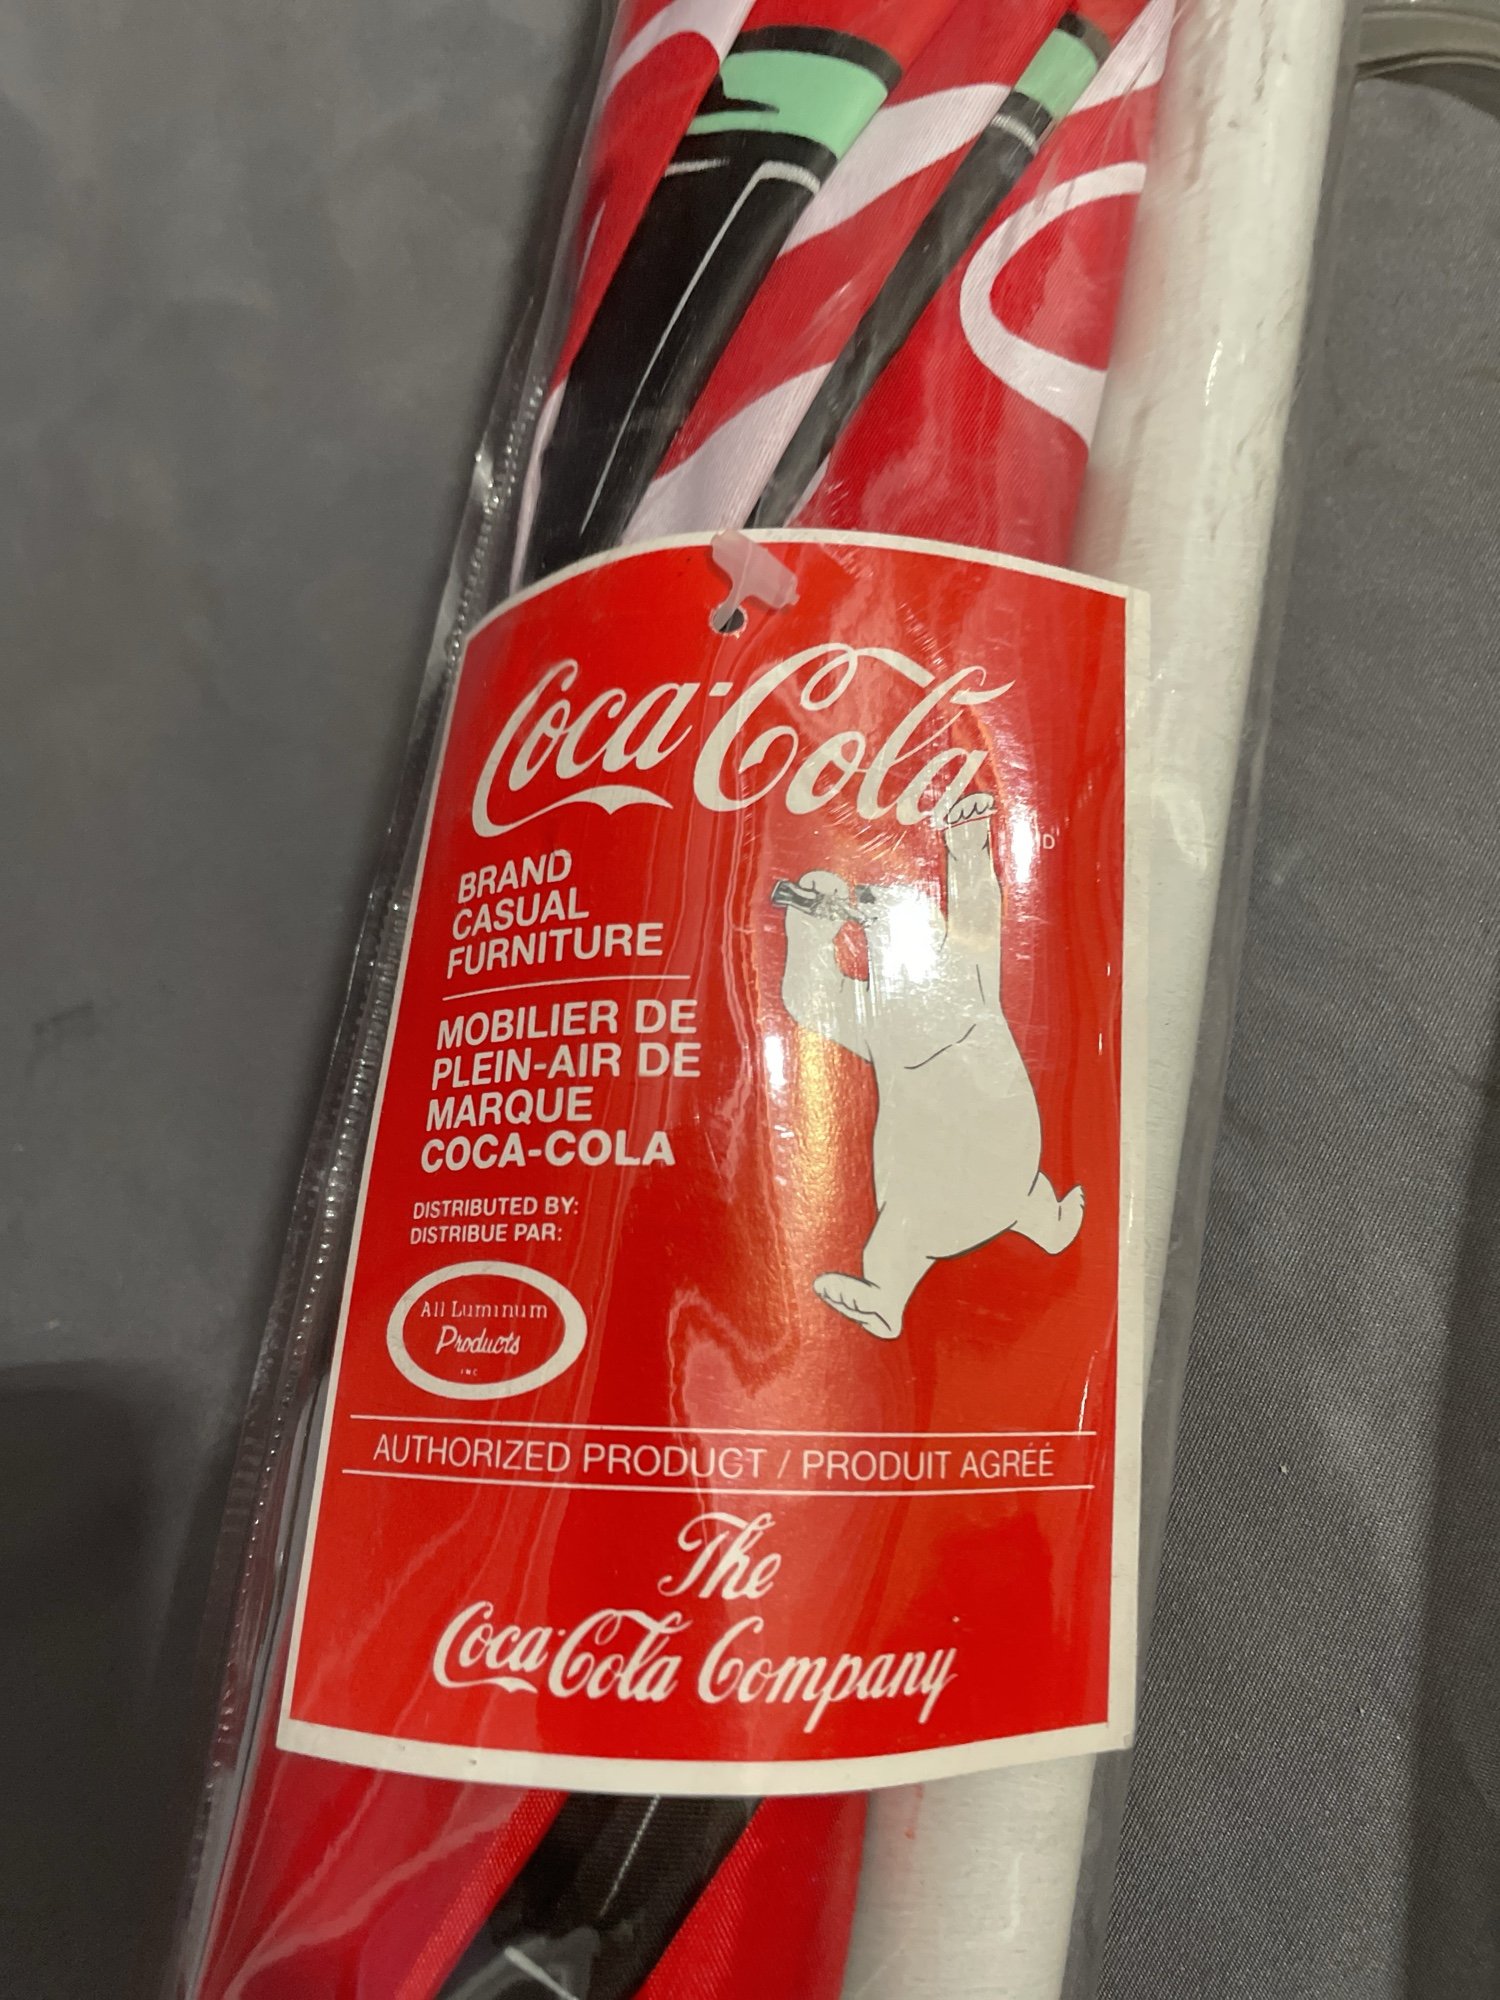 Coca-Cola
BRAND
CASUAL
FURNITURE
MOBILIER DE
PLEIN-AIR DE
MARQUE
COCA-COLA
DISTRIBUTED BY:
DISTRIBUE PAR:
All Luminum
Products
INC
AUTHORIZED PRODUCT / PRODUIT AGRÉÉ
The
Coca-Cola Company